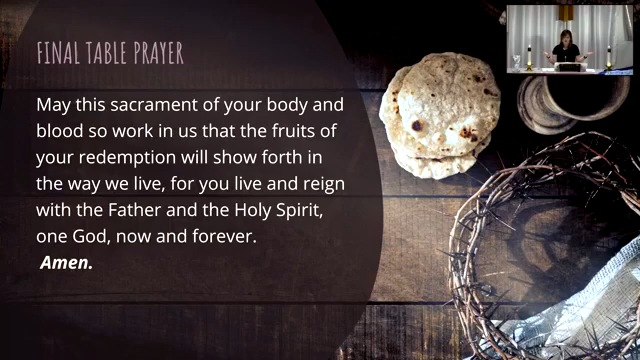 FINAL TABLE PRAYER
May this sacrament of your body and
blood so work in us that the fruits of
your redemption will show forth in
the way we live, for you live and reign
with the Father and the Holy Spirit,
one God, now and forever.
Amen.